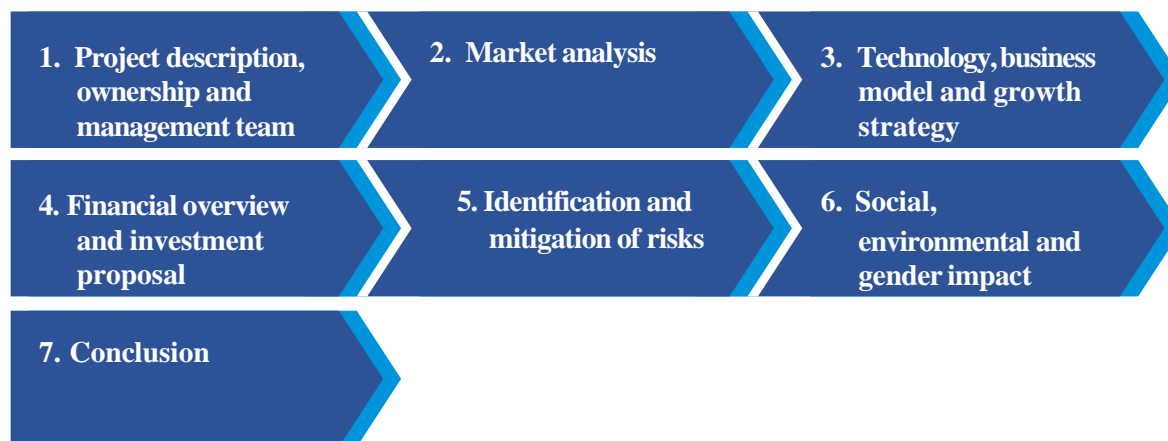 1. Project description,
ownership and
management team
2. Market analysis
3. Technology, business
model and growth
strategy
4. Financial overview
and investment
proposal
5. Identification and
mitigation of risks
6. Social,
environmental and
gender impact
7. Conclusion